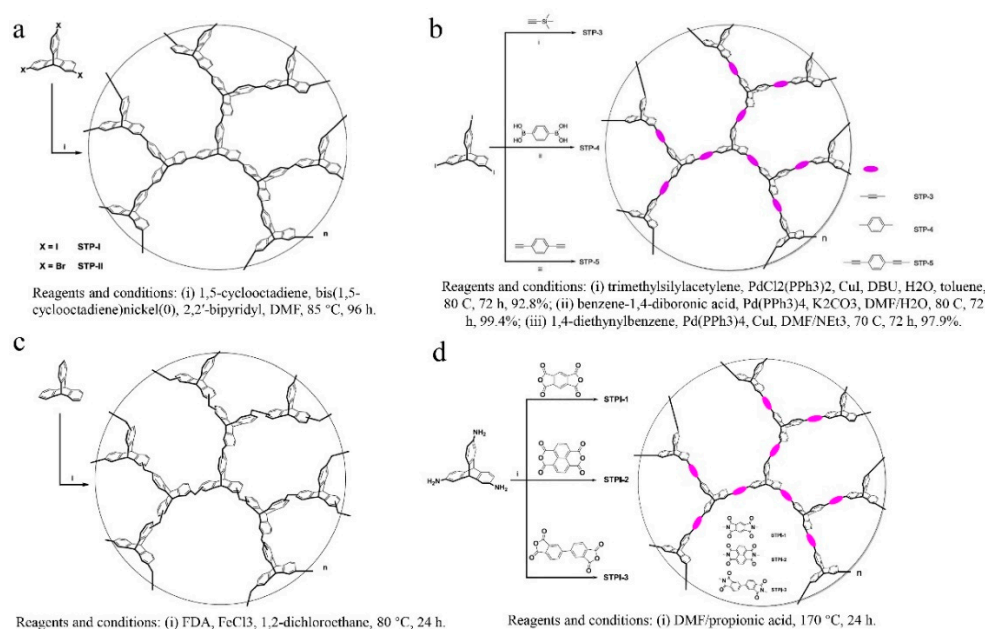 a
X
X
X
i
n
X = I STP-I
X = Br STP-II
Reagents and conditions: (i) 1,5-cyclooctadiene, bis(1,5-
cyclooctadiene)nickel(0), 2,2'-bipyridyl, DMF, 85 °C, 96 h.
b
Si
i
STP-3
I
I
I
HO
B
HO
OH
B
OH
ii
STP-4
iii
STP-5
STP-3
STP-4
STP-5
n
Reagents and conditions: (i) trimethylsilylacetylene, PdCl2(PPh3)2, CuI, DBU, H2O, toluene,
80 C, 72 h, 92.8%; (ii) benzene-1,4-diboronic acid, Pd(PPh3)4, K2CO3, DMF/H2O, 80 C, 72
h, 99.4%; (iii) 1,4-diethynylbenzene, Pd(PPh3)4, CuI, DMF/NEt3, 70 C, 72 h, 97.9%.
c
i
n
Reagents and conditions: (i) FDA, FeCl3, 1,2-dichloroethane, 80 °C, 24 h.
d
O O
O O
O O
STPI-1
NH2
H2N
NH2
i
O O
O O
O O
STPI-2
O O
O O
O O
STPI-3
O O
N N
O O
STPI-1
O O
N N
O O
STPI-2
O O
N N
O O
STPI-3
n
Reagents and conditions: (i) DMF/propionic acid, 170 °C, 24 h.